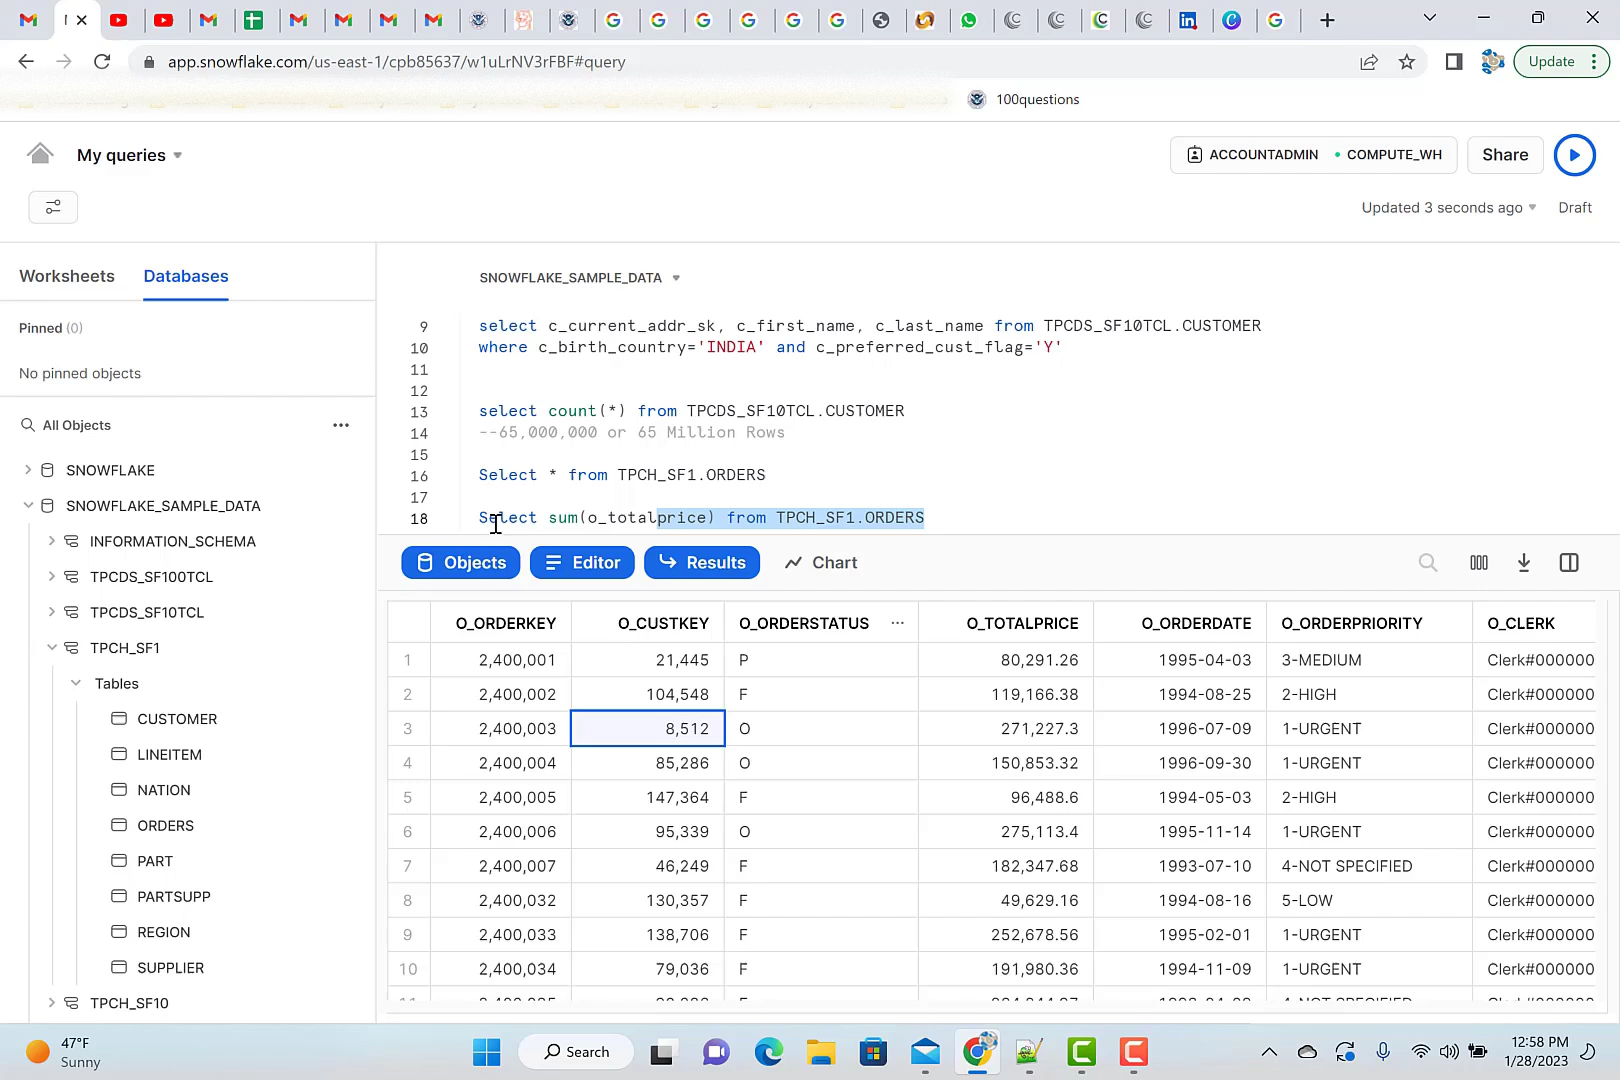 app.snowflake.com/us-east-1/cpb85637/w1uLrNV3rFBF#query
Update
100questions
My queries
ACCOUNTADMIN
COMPUTE_WH
Share
Updated 3 seconds ago
Draft
Worksheets
Databases
Pinned (0)
No pinned objects
All Objects
SNOWFLAKE
SNOWFLAKE_SAMPLE_DATA
INFORMATION_SCHEMA
TPCDS_SF100TCL
TPCDS_SF10TCL
TPCH_SF1
Tables
CUSTOMER
LINEITEM
NATION
ORDERS
PART
PARTSUPP
REGION
SUPPLIER
TPCH_SF10
SNOWFLAKE_SAMPLE_DATA
9 select c_current_addr_sk, c_first_name, c_last_name from TPCDS_SF10TCL.CUSTOMER
10 where c_birth_country='INDIA' and c_preferred_cust_flag='Y'
11
12
13 select count(*) from TPCDS_SF10TCL.CUSTOMER
14 --65,000,000 or 65 Million Rows
15
16 Select * from TPCH_SF1.ORDERS
17
18 Select sum(o_totalprice) from TPCH_SF1.ORDERS
Objects Editor Results Chart
O_ORDERKEY O_CUSTKEY O_ORDERSTATUS ... O_TOTALPRICE O_ORDERDATE O_ORDERPRIORITY O_CLERK
1 2,400,001 21,445 P 80,291.26 1995-04-03 3-MEDIUM Clerk#000000
2 2,400,002 104,548 F 119,166.38 1994-08-25 2-HIGH Clerk#000000
3 2,400,003 8,512 O 271,227.3 1996-07-09 1-URGENT Clerk#000000
4 2,400,004 85,286 O 150,853.32 1996-09-30 1-URGENT Clerk#000000
5 2,400,005 147,364 F 96,488.6 1994-05-03 2-HIGH Clerk#000000
6 2,400,006 95,339 O 275,113.4 1995-11-14 1-URGENT Clerk#000000
7 2,400,007 46,249 F 182,347.68 1993-07-10 4-NOT SPECIFIED Clerk#000000
8 2,400,032 130,357 F 49,629.16 1994-08-16 5-LOW Clerk#000000
9 2,400,033 138,706 F 252,678.56 1995-02-01 1-URGENT Clerk#000000
10 2,400,034 79,036 F 191,980.36 1994-11-09 1-URGENT Clerk#000000
47°F
Sunny
Search
12:58 PM
1/28/2023